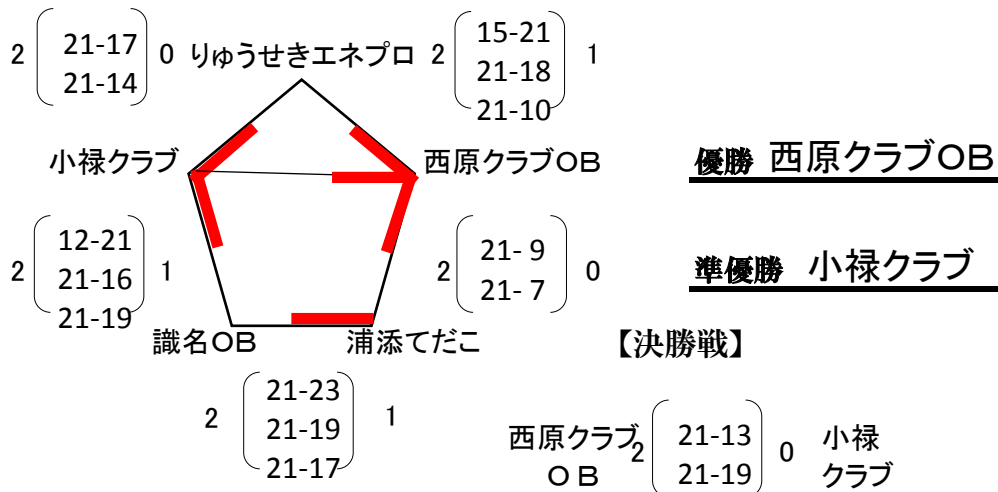 2 21-17 0 りゅうせきエネプロ 2 15-21 1
21-14 21-18
21-10
小禄クラブ 西原クラブOB 優勝 西原クラブOB
12-21
2 21-16 1 2 21- 9 0 準優勝 小禄クラブ
21-19 21- 7
識名OB 浦添てだこ 【決勝戦】
21-23
2 21-19 1
21-17
西原クラブ 2 21-13 0 小禄
OB 21-19 クラブ